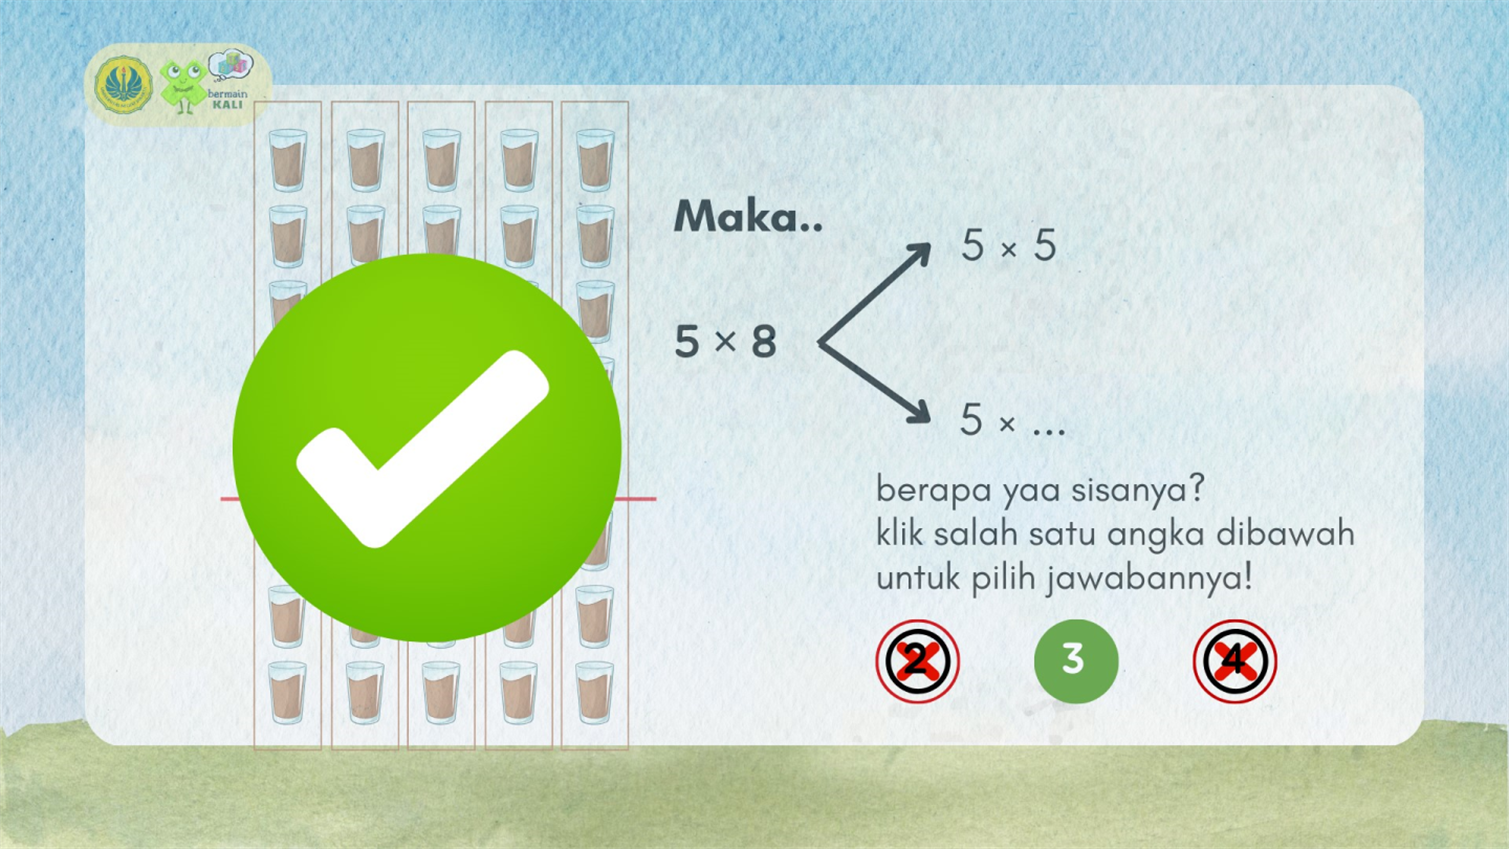 bermain
KALI
Maka..
5 × 5
5 × 8
5 × ...
berapa yaa sisanya?
klik salah satu angka dibawah
untuk pilih jawabannya!
2 3 4